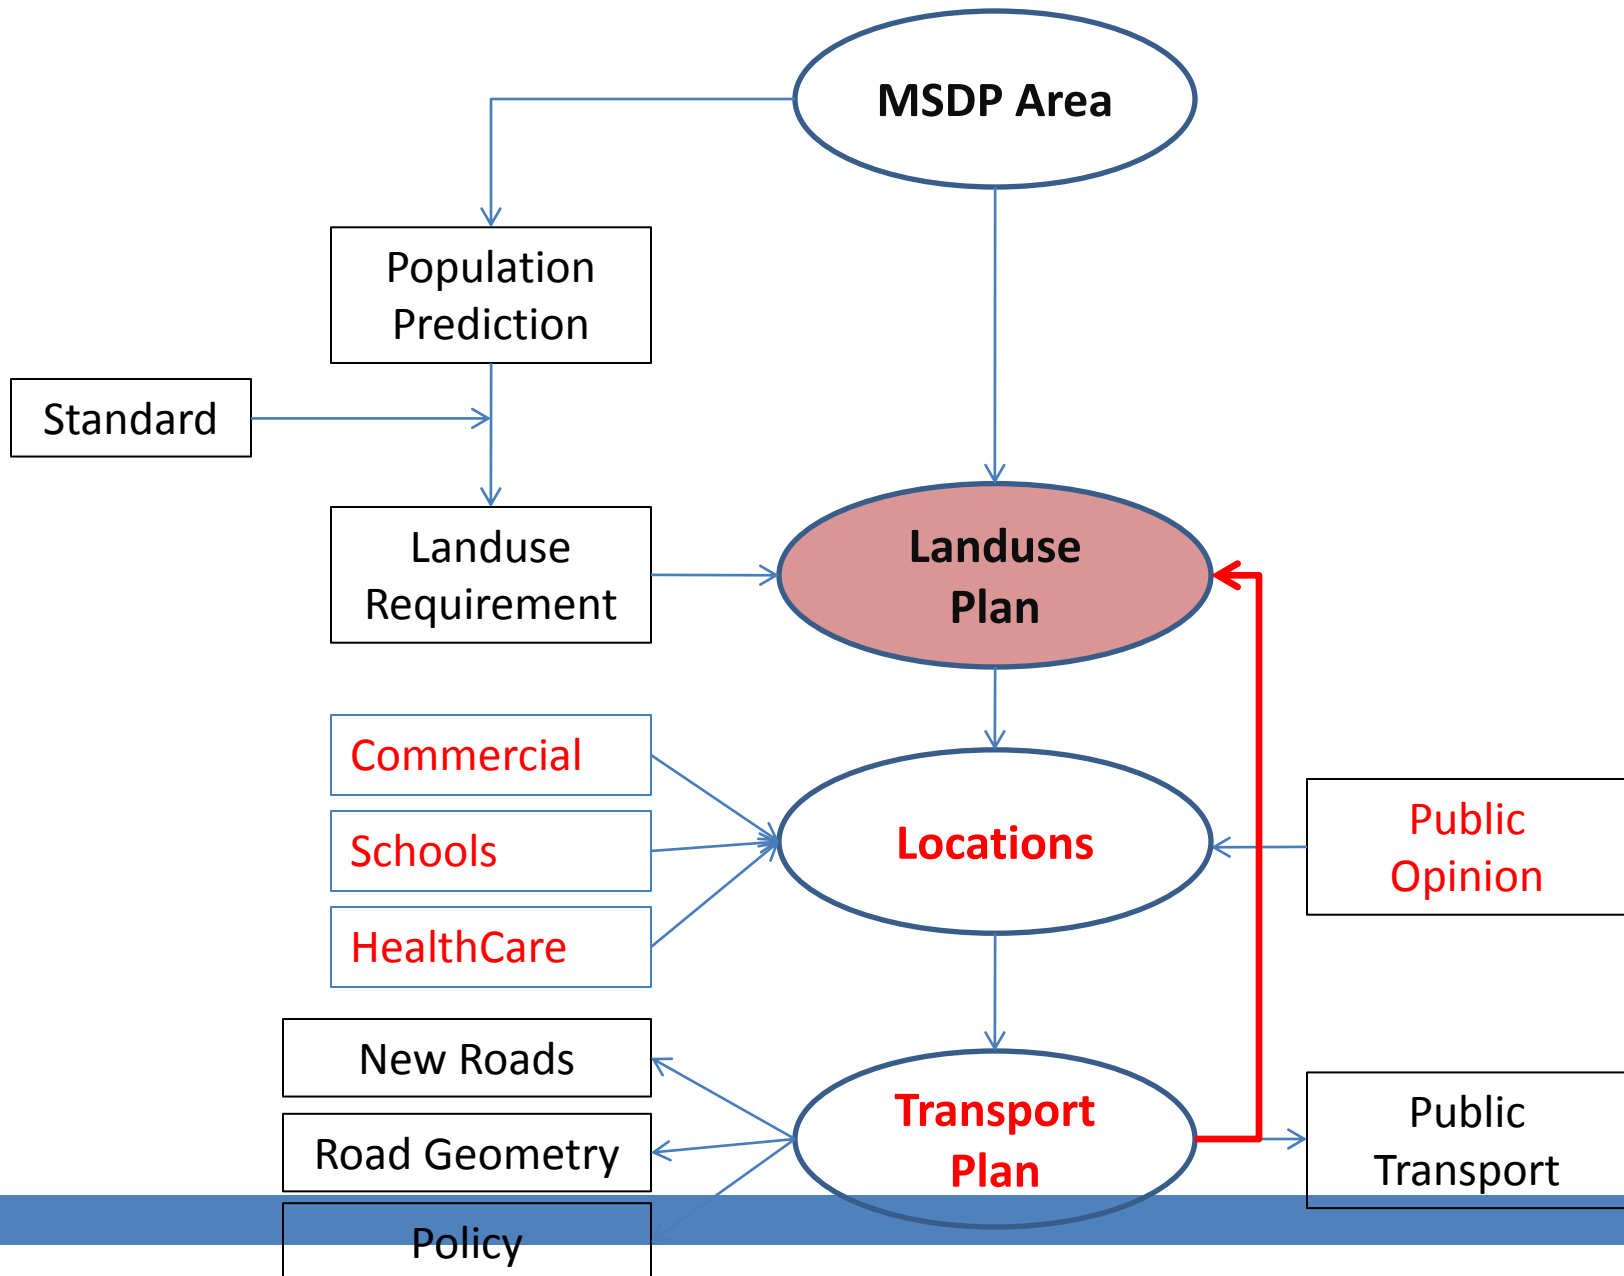 MSDP Area
Population
Prediction
Standard
Landuse
Requirement
Landuse
Plan
Commercial
Schools
HealthCare
Locations
Public
Opinion
New Roads
Road Geometry
Policy
Transport
Plan
Public
Transport